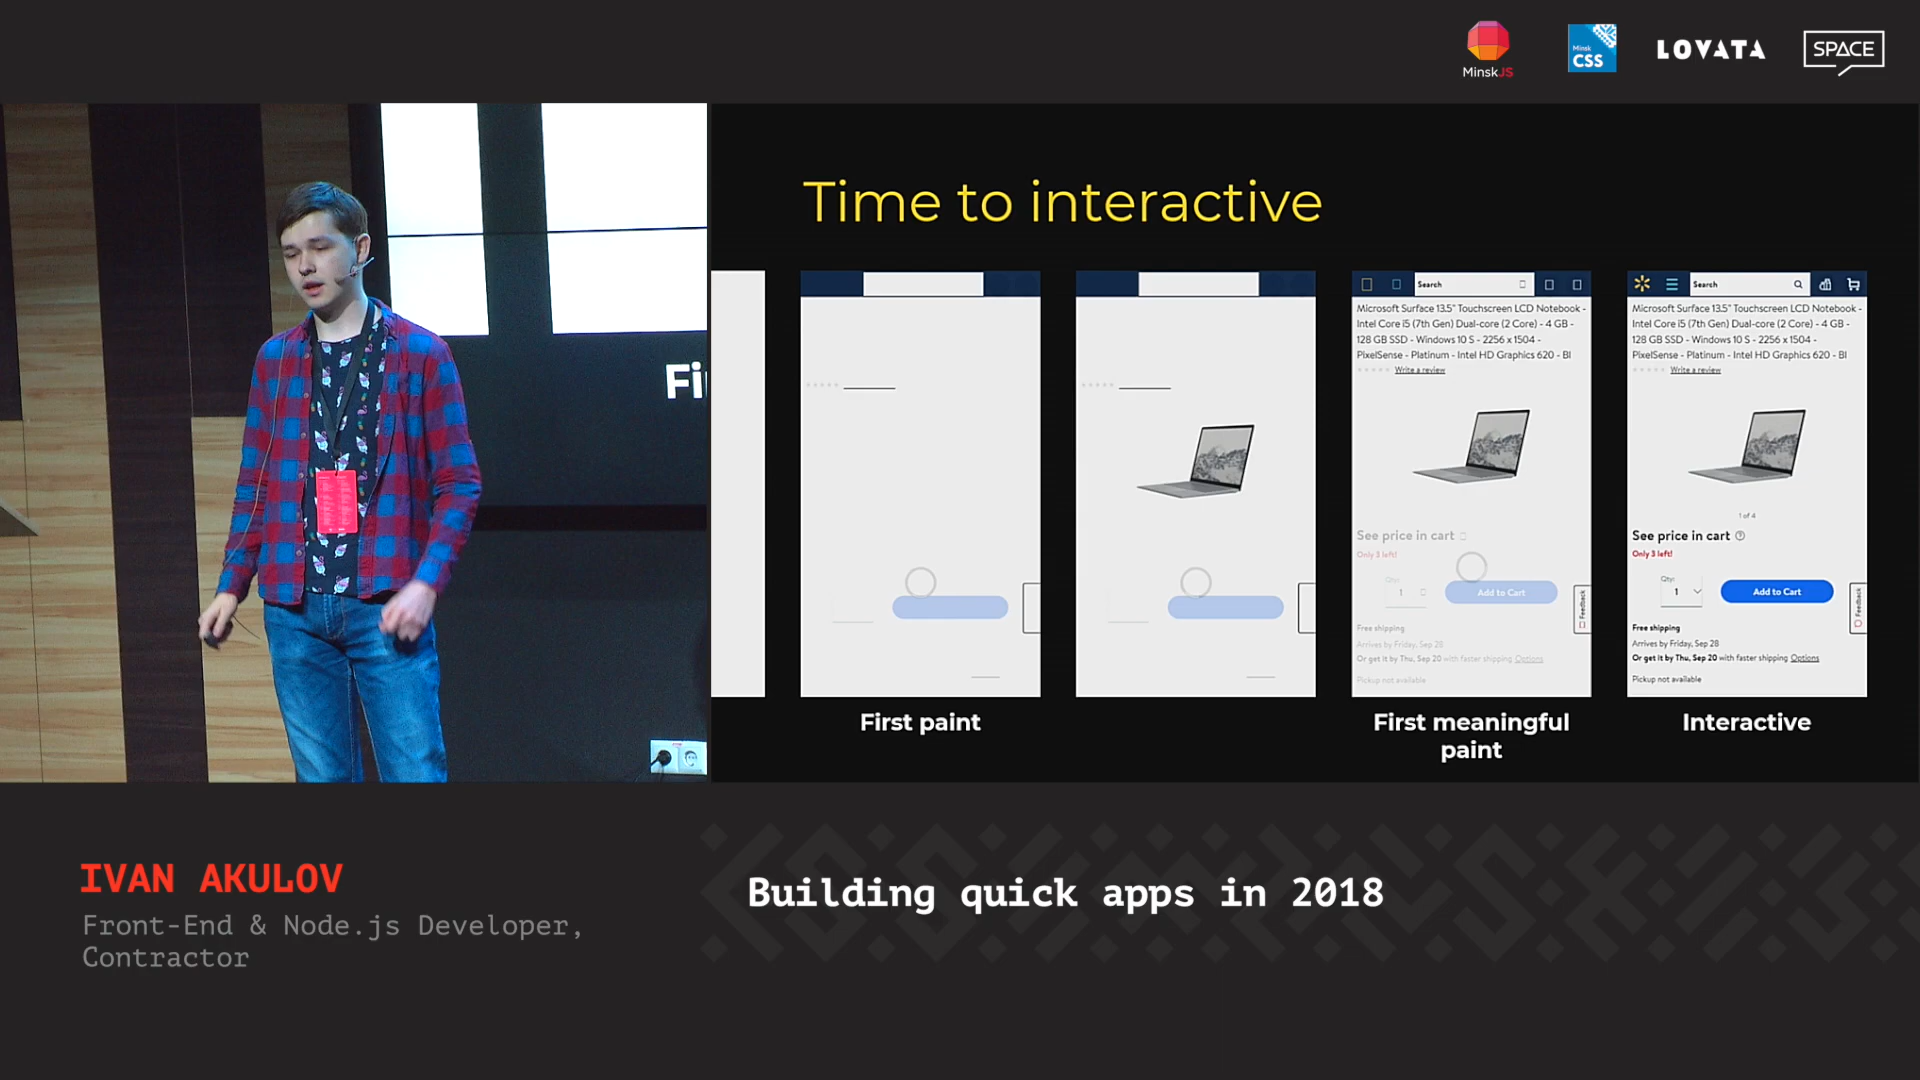 MinskJS
Minsk
CSS
LOVATA
SPACE
Fi
Time to interactive
Search
Microsoft Surface 13.5" Touchscreen LCD Notebook -
Intel Core i5 (7th Gen) Dual-core (2 Core) - 4 GB -
128 GB SSD - Windows 10 S - 2256 x 1504 -
PixelSense - Platinum - Intel HD Graphics 620 - Bl
Write a review
See price in cart
Only 3 left!
Qty:
1
Add to Cart
Feedback
Free shipping
Arrives by Friday, Sep 28
Or get it by Thu, Sep 20 with faster shipping Options
Pickup not available
Search
Microsoft Surface 13.5" Touchscreen LCD Notebook -
Intel Core i5 (7th Gen) Dual-core (2 Core) - 4 GB -
128 GB SSD - Windows 10 S - 2256 x 1504 -
PixelSense - Platinum - Intel HD Graphics 620 - Bl
Write a review
1 of 4
See price in cart
Only 3 left!
Qty:
1
Add to Cart
Feedback
Free shipping
Arrives by Friday, Sep 28
Or get it by Thu, Sep 20 with faster shipping Options
Pickup not available
First paint
First meaningful
paint
Interactive
IVAN AKULOV
Front-End & Node.js Developer,
Contractor
Building quick apps in 2018